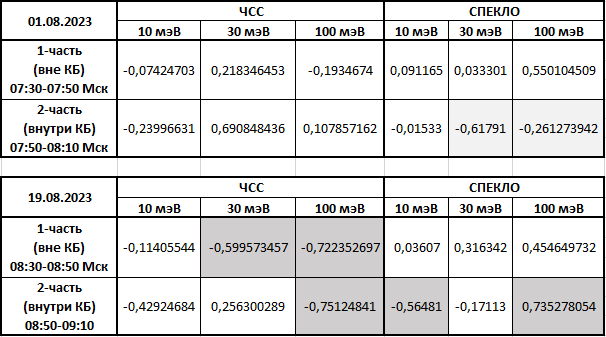 01.08.2023 ЧСС СПЕКЛО
10 мэВ 30 мэВ 100 мэВ 10 мэВ 30 мэВ 100 мэВ
1-часть
(вне КБ)
07:30-07:50 Мск
-0,07424703 0,218346453 -0,1934674 0,091165 0,033301 0,550104509
2-часть
(внутри КБ)
07:50-08:10 Мск
-0,23996631 0,690848436 0,107857162 -0,01533 -0,61791 -0,261273942
19.08.2023 ЧСС СПЕКЛО
10 мэВ 30 мэВ 100 мэВ 10 мэВ 30 мэВ 100 мэВ
1-часть
(вне КБ)
08:30-08:50 Мск
-0,11405544 -0,599573457 -0,722352697 0,03607 0,316342 0,454649732
2-часть
(внутри КБ)
08:50-09:10
-0,42924684 0,256300289 -0,75124841 -0,56481 -0,17113 0,735278054